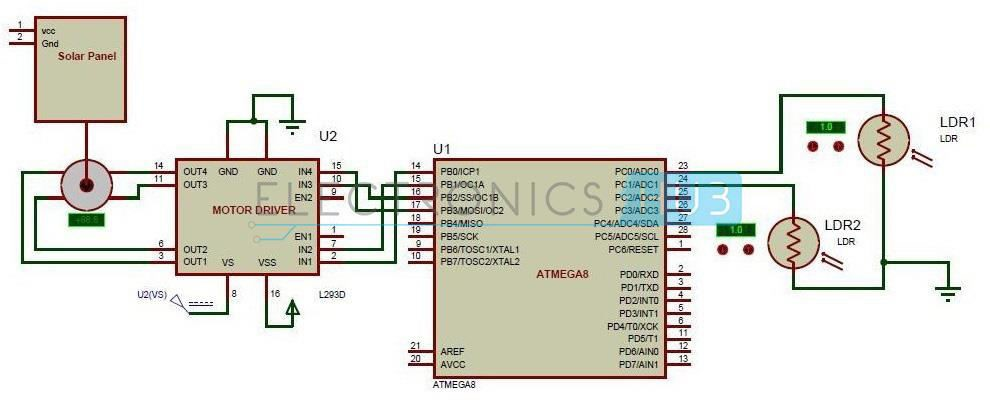 1 vcc
2 Gnd
Solar Panel
+88.8
U2
14 OUT4
11 OUT3
6 OUT2
3 OUT1
GND GND
IN4 15
IN3 10
EN2 9
MOTOR DRIVER
EN1 1
IN2 7
IN1 2
VS VSS
8 16
U2(VS)
L293D
U1
14 PB0/ICP1
15 PB1/OC1A
16 PB2/SS/OC1B
17 PB3/MOSI/OC2
18 PB4/MISO
19 PB5/SCK
9 PB6/TOSC1/XTAL1
10 PB7/TOSC2/XTAL2
21 AREF
20 AVCC
ATMEGA8
PC0/ADC0 23
PC1/ADC1 24
PC2/ADC2 25
PC3/ADC3 26
PC4/ADC4/SDA 27
PC5/ADC5/SCL 28
PC6/RESET 1
PD0/RXD 2
PD1/TXD 3
PD2/INT0 4
PD3/INT1 5
PD4/T0/XCK 6
PD5/T1 11
PD6/AIN0 12
PD7/AIN1 13
ATMEGA8
1.0
LDR1
LDR
1.0
LDR2
LDR
ELECTRONICS HUB